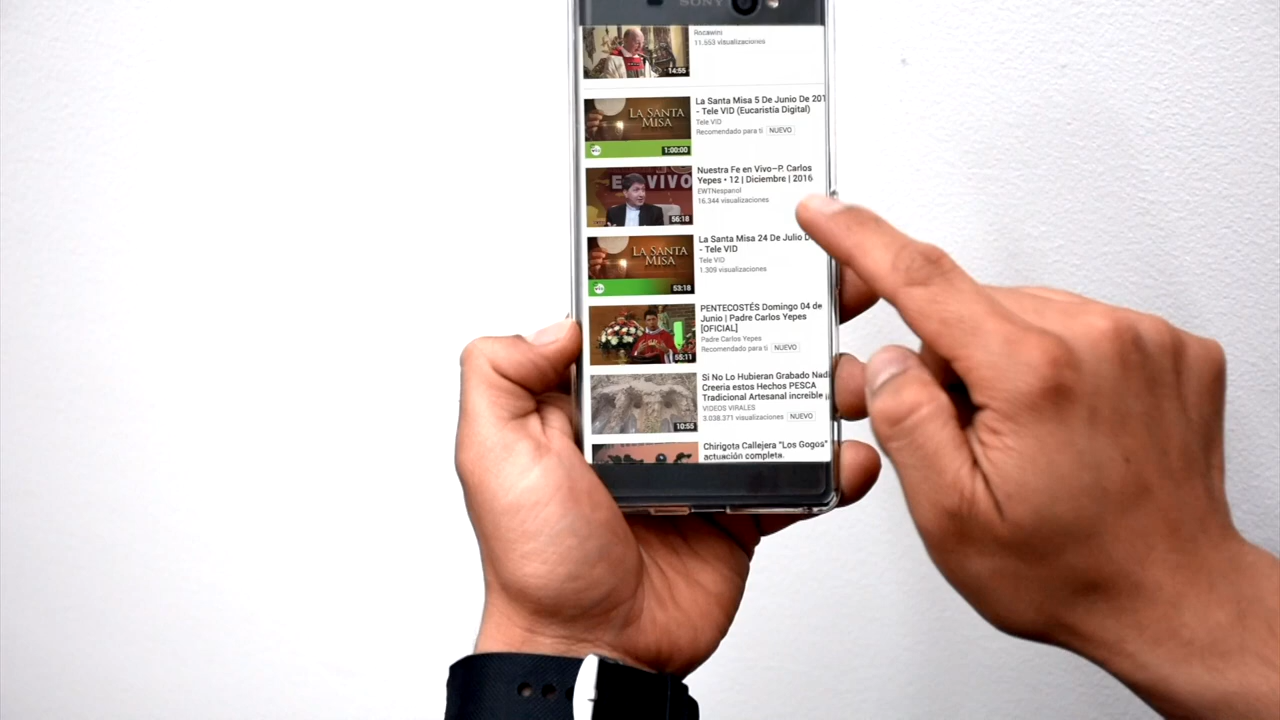 SONY
Rocawini
11.553 visualizaciones
14:55
La Santa Misa 5 De Junio De 201
- Tele VID (Eucaristía Digital)
Tele VID
Recomendado para ti NUEVO
LA SANTA
MISA
1:00:00
Nuestra Fe en Vivo–P. Carlos
Yepes • 12 | Diciembre | 2016
EWTNespanol
16.344 visualizaciones
VIVO
56:18
La Santa Misa 24 De Julio D
- Tele VID
Tele VID
1.309 visualizaciones
LA SANTA
MISA
53:18
PENTECOSTÉS Domingo 04 de
Junio | Padre Carlos Yepes
[OFICIAL]
Padre Carlos Yepes
Recomendado para ti NUEVO
55:11
Si No Lo Hubieran Grabado Nadi
Creeria estos Hechos PESCA
Tradicional Artesanal increible ¡¡
VIDEOS VIRALES
3.038.371 visualizaciones NUEVO
10:55
Chirigota Callejera "Los Gogos"
actuación completa.